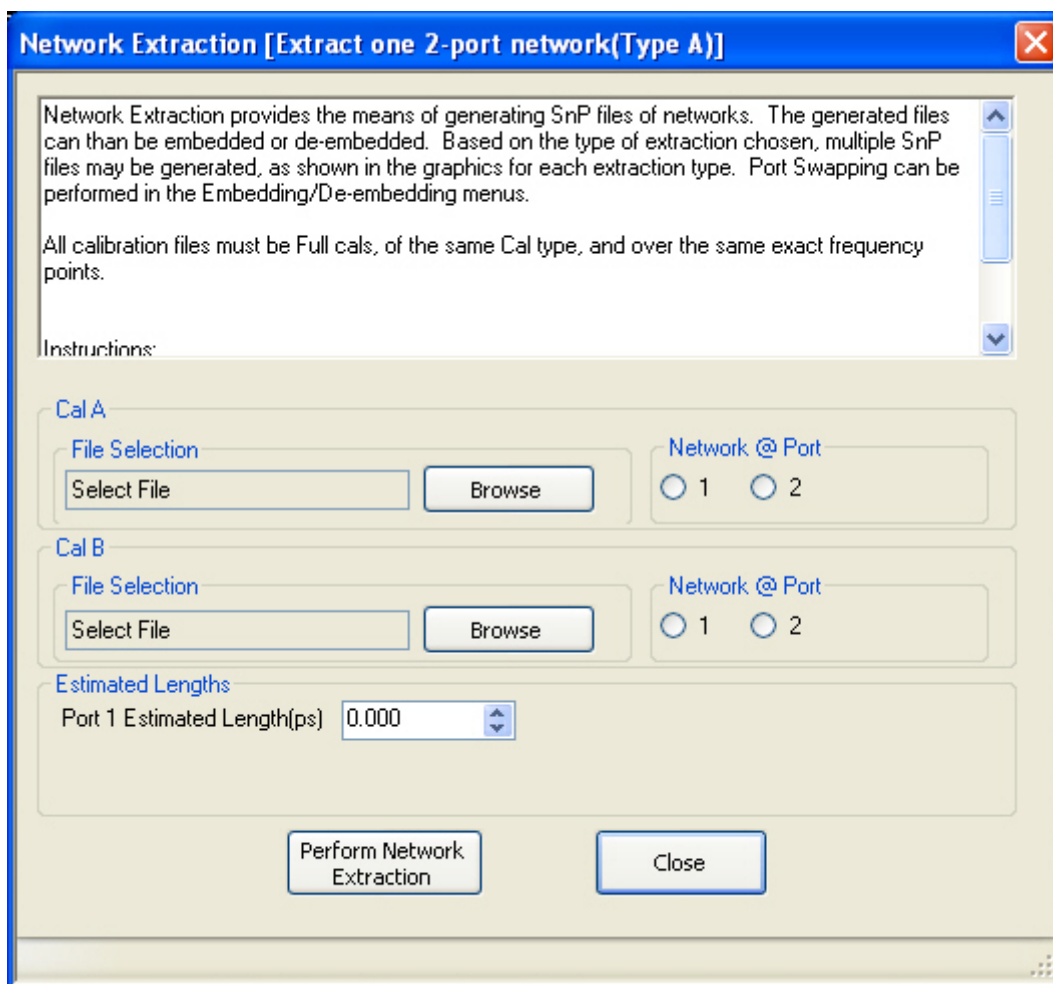 Network Extraction [Extract one 2-port network(Type A)]
Network Extraction provides the means of generating SnP files of networks.  The generated files
can than be embedded or de-embedded.  Based on the type of extraction chosen, multiple SnP
files may be generated, as shown in the graphics for each extraction type.  Port Swapping can be
performed in the Embedding/De-embedding menus.
All calibration files must be Full cals, of the same Cal type, and over the same exact frequency
points.
Instructions:
Cal A
File Selection
Network @ Port
Select File
Browse
1
2
Cal B
File Selection
Network @ Port
Select File
Browse
1
2
Estimated Lengths
Port 1 Estimated Length(ps)
0.000
Perform Network
Extraction
Close